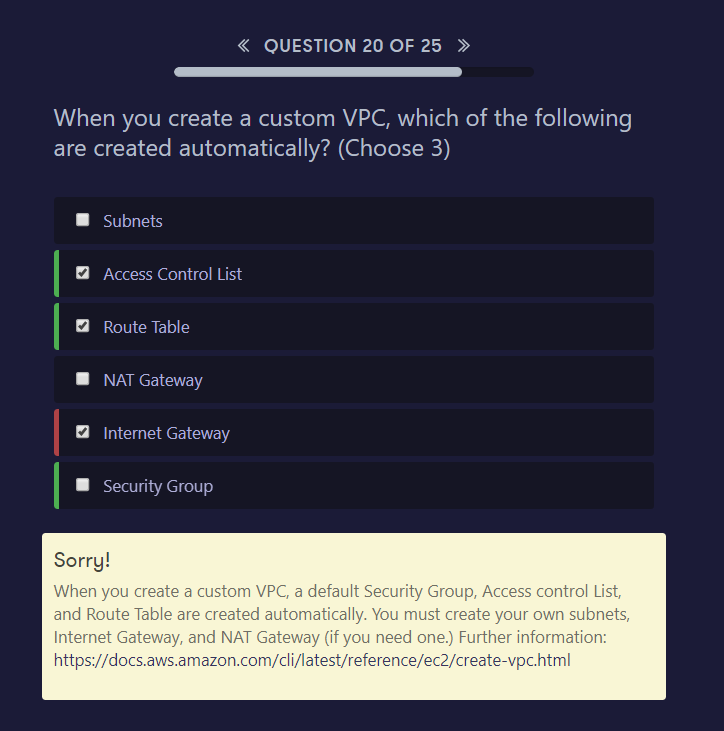 « QUESTION 20 OF 25 »
When you create a custom VPC, which of the following
are created automatically? (Choose 3)
Subnets
Access Control List
Route Table
NAT Gateway
Internet Gateway
Security Group
Sorry!
When you create a custom VPC, a default Security Group, Access control List,
and Route Table are created automatically. You must create your own subnets,
Internet Gateway, and NAT Gateway (if you need one.) Further information:
https://docs.aws.amazon.com/cli/latest/reference/ec2/create-vpc.html